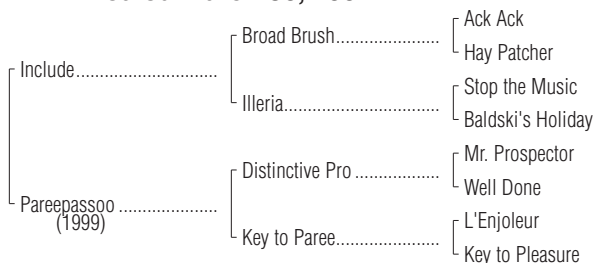 Ack Ack
Broad Brush
Hay Patcher
Include
Stop the Music
Illeria
Baldski's Holiday
Mr. Prospector
Distinctive Pro
Well Done
Pareepassoo
(1999)
L'Enjoleur
Key to Paree
Key to Pleasure